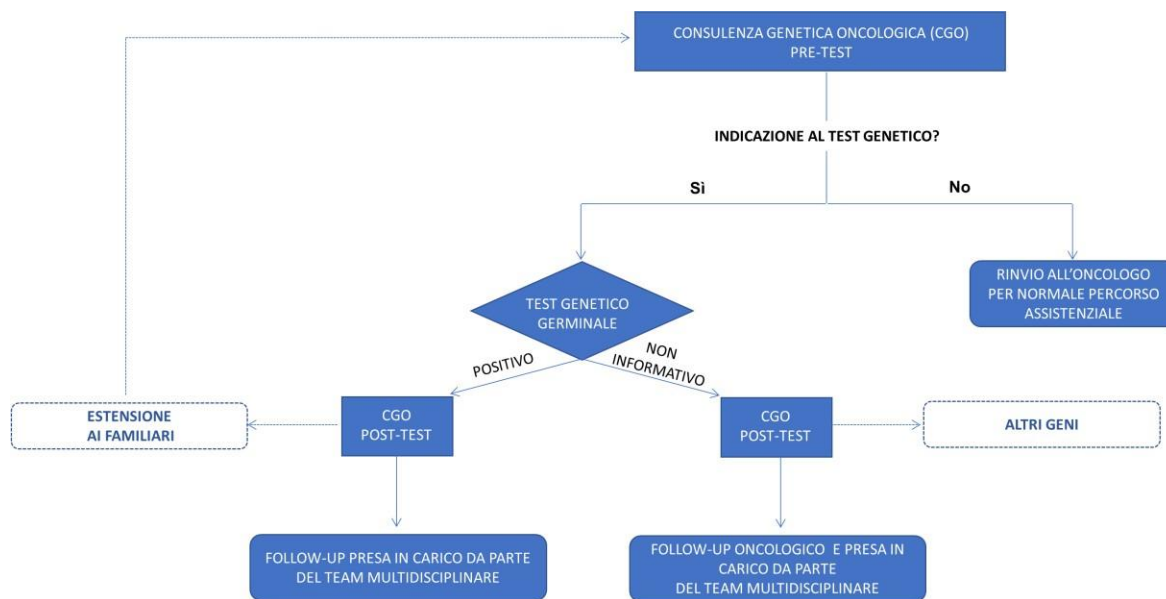 CONSULENZA GENETICA ONCOLOGICA (CGO)
PRE-TEST
INDICAZIONE AL TEST GENETICO?
Sì
No
RINVIO ALL'ONCOLOGO
PER NORMALE PERCORSO
ASSISTENZIALE
TEST GENETICO
GERMINALE
POSITIVO
NON
INFORMATIVO
ESTENSIONE
AI FAMILIARI
CGO
POST-TEST
CGO
POST-TEST
ALTRI GENI
FOLLOW-UP PRESA IN CARICO DA PARTE
DEL TEAM MULTIDISCIPLINARE
FOLLOW-UP ONCOLOGICO E PRESA IN
CARICO DA PARTE
DEL TEAM MULTIDISCIPLINARE